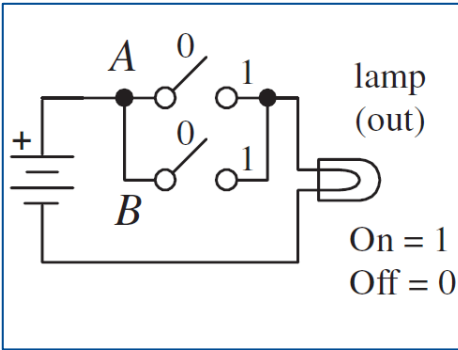 A
0
1
lamp
(out)
+
0
1
B
On = 1
Off = 0